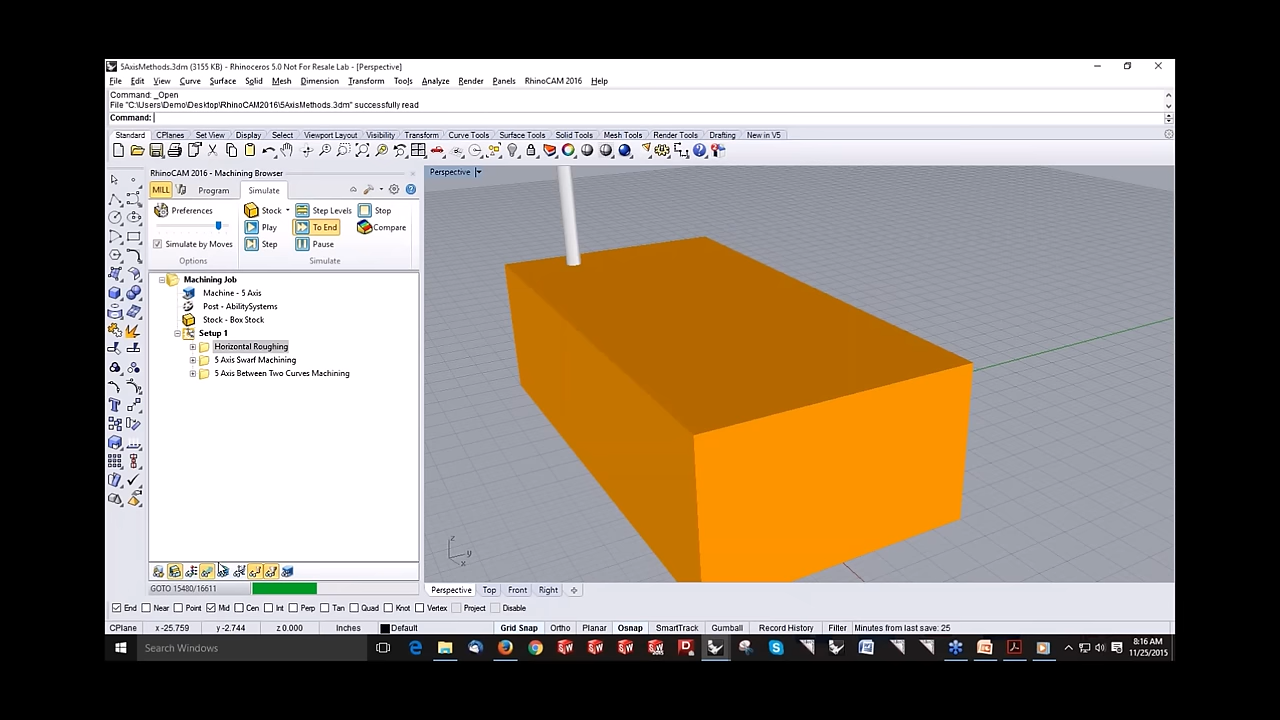 5AxisMethods.3dm (3155 KB) - Rhinoceros 5.0 Not For Resale Lab - [Perspective]
File Edit View Curve Surface Solid Mesh Dimension Transform Tools Analyze Render Panels RhinoCAM 2016 Help
Command: _Open
File "C:\Users\Demo\Desktop\RhinoCAM2016\5AxisMethods.3dm" successfully read
Command:
Standard CPlanes Set View Display Select Viewport Layout Visibility Transform Curve Tools Surface Tools Solid Tools Mesh Tools Render Tools Drafting New in V5
RhinoCAM 2016 - Machining Browser
Perspective
MILL Program Simulate
Preferences Stock Step Levels Stop
Play To End Compare
Simulate by Moves Step Pause
Options Simulate
Machining Job
Machine - 5 Axis
Post - AbilitySystems
Stock - Box Stock
Setup 1
Horizontal Roughing
5 Axis Swarf Machining
5 Axis Between Two Curves Machining
z
y
x
GOTO 15480/16611
Perspective Top Front Right
End Near Point Mid Cen Int Perp Tan Quad Knot Vertex Project Disable
CPlane x -25.759 y -2.744 z 0.000 Inches Default Grid Snap Ortho Planar Osnap SmartTrack Gumball Record History Filter Minutes from last save: 25
Search Windows
8:16 AM
11/25/2015